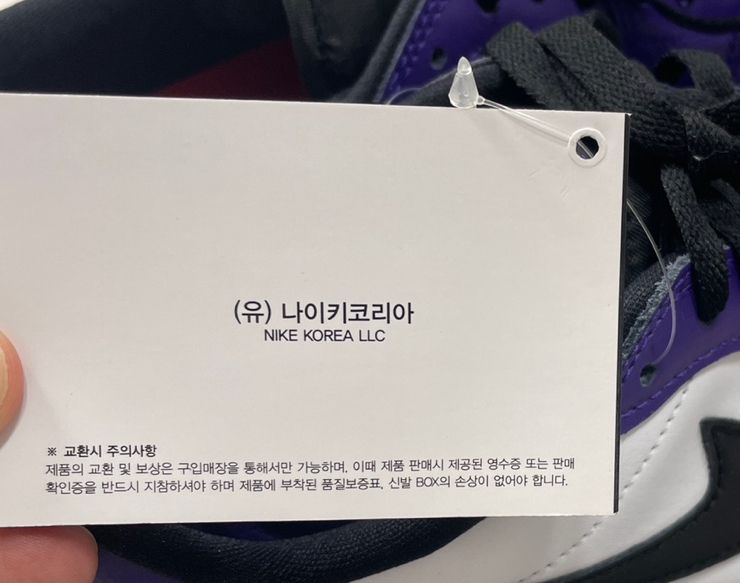 (유) 나이키코리아
NIKE KOREA LLC
※ 교환시 주의사항
제품의 교환 및 보상은 구입매장을 통해서만 가능하며, 이때 제품 판매시 제공된 영수증 또는 판매
확인증을 반드시 지참하셔야 하며 제품에 부착된 품질보증표, 신발 BOX의 손상이 없어야 합니다.